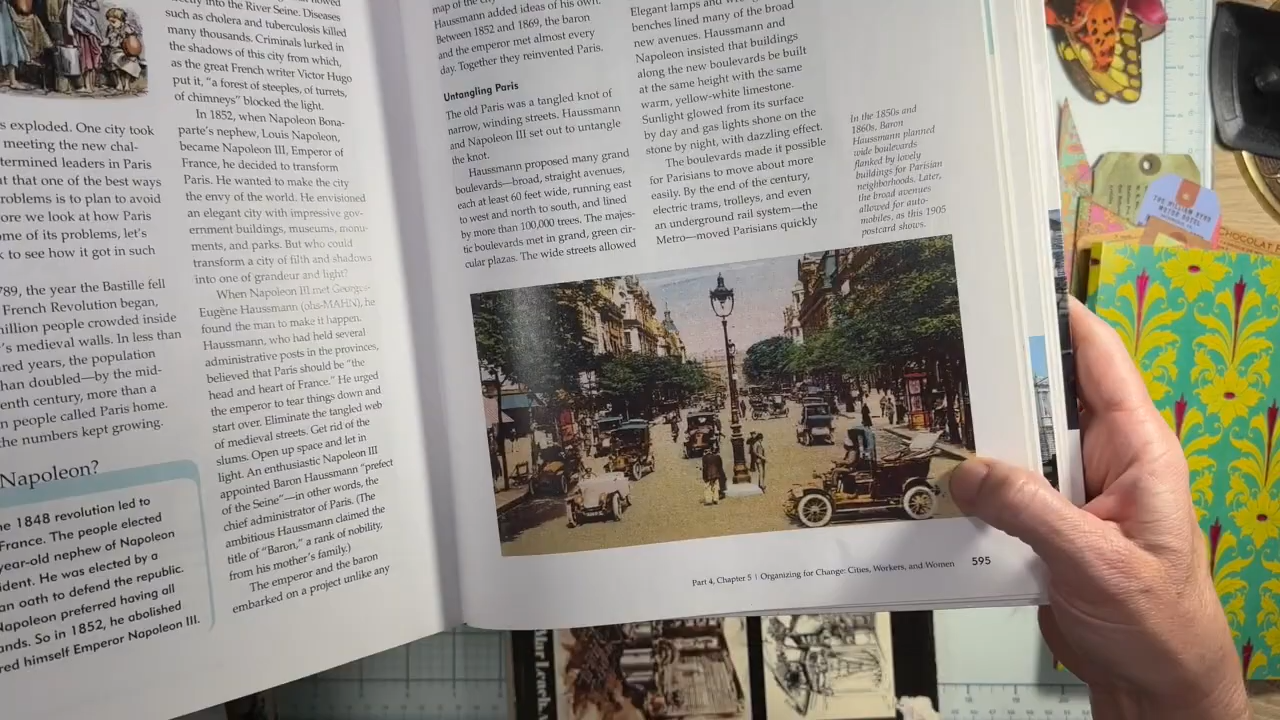 into the River Seine. Diseases
such as cholera and tuberculosis killed
many thousands. Criminals lurked in
the shadows of this city from which,
as the great French writer Victor Hugo
put it, "a forest of steeples, of turrets,
of chimneys" blocked the light.
In 1852, when Napoleon Bona-
parte's nephew, Louis Napoleon,
became Napoleon III, Emperor of
France, he decided to transform
Paris. He wanted to make the city
the envy of the world. He envisioned
an elegant city with impressive gov-
ernment buildings, museums, monu-
ments, and parks. But who could
transform a city of filth and shadows
into one of grandeur and light?
When Napoleon III met Georges-
Eugène Haussmann (ohs-MAHN), he
found the man to make it happen.
Haussmann, who had held several
administrative posts in the provinces,
believed that Paris should be "the
head and heart of France." He urged
the emperor to tear things down and
start over. Eliminate the tangled web
of medieval streets. Get rid of the
slums. Open up space and let in
light. An enthusiastic Napoleon III
appointed Baron Haussmann "prefect
of the Seine"—in other words, the
chief administrator of Paris. (The
ambitious Haussmann claimed the
title of "Baron," a rank of nobility,
from his mother's family.)
The emperor and the baron
embarked on a project unlike any
s exploded. One city took
meeting the new chal-
termined leaders in Paris
at that one of the best ways
roblems is to plan to avoid
ore we look at how Paris
ome of its problems, let's
k to see how it got in such
789, the year the Bastille fell
French Revolution began,
million people crowded inside
's medieval walls. In less than
red years, the population
han doubled—by the mid-
enth century, more than a
n people called Paris home.
the numbers kept growing.
Napoleon?
he 1848 revolution led to
France. The people elected
year-old nephew of Napoleon
ident. He was elected by a
an oath to defend the republic.
Napoleon preferred having all
ands. So in 1852, he abolished
red himself Emperor Napoleon III.
map of the city
Haussmann added ideas of his own.
Between 1852 and 1869, the baron
and the emperor met almost every
day. Together they reinvented Paris.
Untangling Paris
The old Paris was a tangled knot of
narrow, winding streets. Haussmann
and Napoleon III set out to untangle
the knot.
Haussmann proposed many grand
boulevards—broad, straight avenues,
each at least 60 feet wide, running east
to west and north to south, and lined
by more than 100,000 trees. The majes-
tic boulevards met in grand, green cir-
cular plazas. The wide streets allowed
Elegant lamps and
benches lined many of the broad
new avenues. Haussmann and
Napoleon insisted that buildings
along the new boulevards be built
at the same height with the same
warm, yellow-white limestone.
Sunlight glowed from its surface
by day and gas lights shone on the
stone by night, with dazzling effect.
The boulevards made it possible
for Parisians to move about more
easily. By the end of the century,
electric trams, trolleys, and even
an underground rail system—the
Metro—moved Parisians quickly
In the 1850s and
1860s, Baron
Haussmann planned
wide boulevards
flanked by lovely
buildings for Parisian
neighborhoods. Later,
the broad avenues
allowed for auto-
mobiles, as this 1905
postcard shows.
Part 4, Chapter 5 | Organizing for Change: Cities, Workers, and Women 595
CHOCOLAT